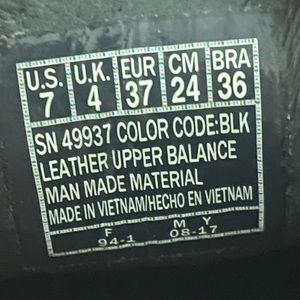 U.S. U.K. EUR CM BRA
7 4 37 24 36
SN 49937 COLOR CODE:BLK
LEATHER UPPER BALANCE
MAN MADE MATERIAL
MADE IN VIETNAM/HECHO EN VIETNAM
F M Y
94-1 08-17